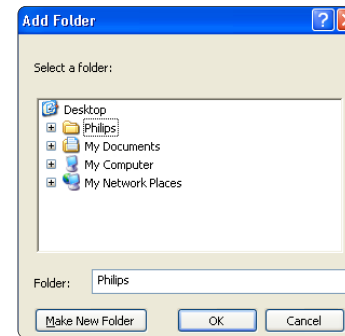 Add Folder
Select a folder:
Desktop
Philips
My Documents
My Computer
My Network Places
Folder: Philips
Make New Folder OK Cancel